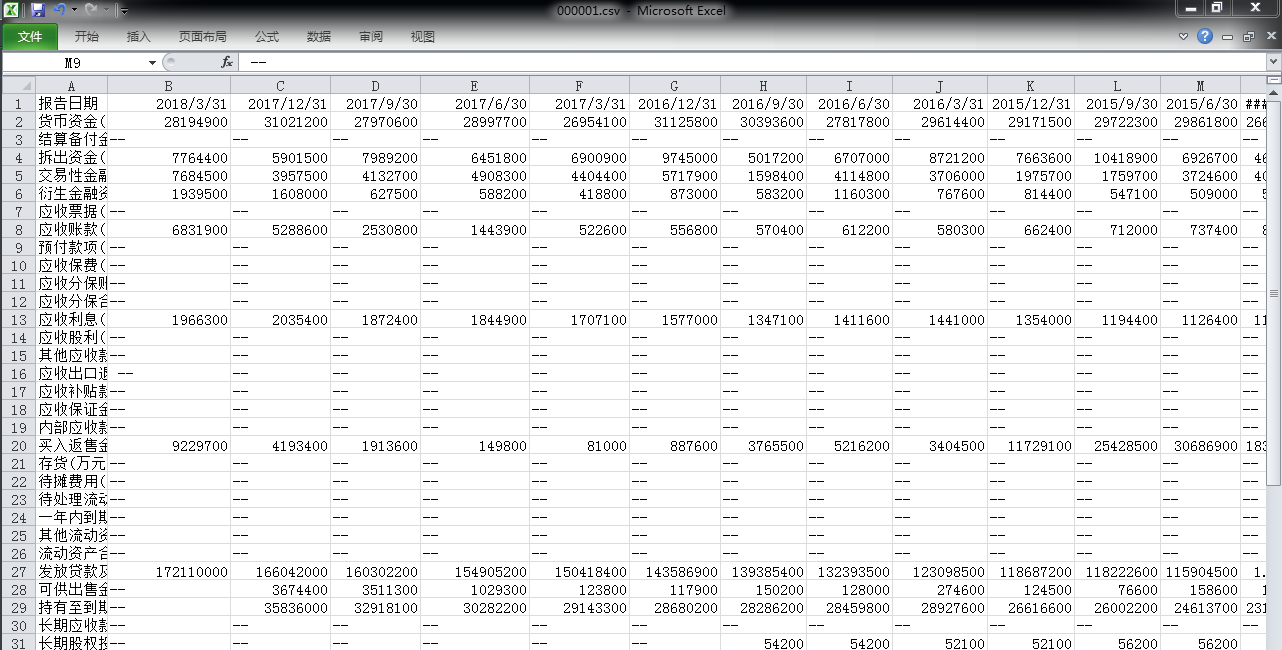 000001.csv - Microsoft Excel
文件 开始 插入 页面布局 公式 数据 审阅 视图
M9 fx --
A B C D E F G H I J K L M
1 报告日期 2018/3/31 2017/12/31 2017/9/30 2017/6/30 2017/3/31 2016/12/31 2016/9/30 2016/6/30 2016/3/31 2015/12/31 2015/9/30 2015/6/30 ###
2 货币资金( 28194900 31021200 27970600 28997700 26954100 31125800 30393600 27817800 29614400 29171500 29722300 29861800 266
3 结算备付金 -- -- -- -- -- -- -- -- -- -- -- -- --
4 拆出资金( 7764400 5901500 7989200 6451800 6900900 9745000 5017200 6707000 8721200 7663600 10418900 6926700 46
5 交易性金融 7684500 3957500 4132700 4908300 4404400 5717900 1598400 4114800 3706000 1975700 1759700 3724600 40
6 衍生金融资 1939500 1608000 627500 588200 418800 873000 583200 1160300 767600 814400 547100 509000
7 应收票据( -- -- -- -- -- -- -- -- -- -- -- -- --
8 应收账款( 6831900 5288600 2530800 1443900 522600 556800 570400 612200 580300 662400 712000 737400
9 预付款项( -- -- -- -- -- -- -- -- -- -- -- -- --
10 应收保费( -- -- -- -- -- -- -- -- -- -- -- -- --
11 应收分保账 -- -- -- -- -- -- -- -- -- -- -- -- --
12 应收分保合 -- -- -- -- -- -- -- -- -- -- -- -- --
13 应收利息( 1966300 2035400 1872400 1844900 1707100 1577000 1347100 1411600 1441000 1354000 1194400 1126400 11
14 应收股利( -- -- -- -- -- -- -- -- -- -- -- -- --
15 其他应收款 -- -- -- -- -- -- -- -- -- -- -- -- --
16 应收出口退 -- -- -- -- -- -- -- -- -- -- -- -- --
17 应收补贴款 -- -- -- -- -- -- -- -- -- -- -- -- --
18 应收保证金 -- -- -- -- -- -- -- -- -- -- -- -- --
19 内部应收款 -- -- -- -- -- -- -- -- -- -- -- -- --
20 买入返售金 9229700 4193400 1913600 149800 81000 887600 3765500 5216200 3404500 11729100 25428500 30686900 183
21 存货(万元 -- -- -- -- -- -- -- -- -- -- -- -- --
22 待摊费用( -- -- -- -- -- -- -- -- -- -- -- -- --
23 待处理流动 -- -- -- -- -- -- -- -- -- -- -- -- --
24 一年内到期 -- -- -- -- -- -- -- -- -- -- -- -- --
25 其他流动资 -- -- -- -- -- -- -- -- -- -- -- -- --
26 流动资产合 -- -- -- -- -- -- -- -- -- -- -- -- --
27 发放贷款及 172110000 166042000 160302200 154905200 150418400 143586900 139385400 132393500 123098500 118687200 118222600 115904500 1.
28 可供出售金 -- 3674400 3511300 1029300 123800 117900 150200 128000 274600 124500 76600 158600 1
29 持有至到期 -- 35836000 32918100 30282200 29143300 28680200 28286200 28459800 28927600 26616600 26002200 24613700 231
30 长期应收款 -- -- -- -- -- -- -- -- -- -- -- -- --
31 长期股权投 -- -- -- -- -- -- 54200 54200 52100 52100 56200 56200